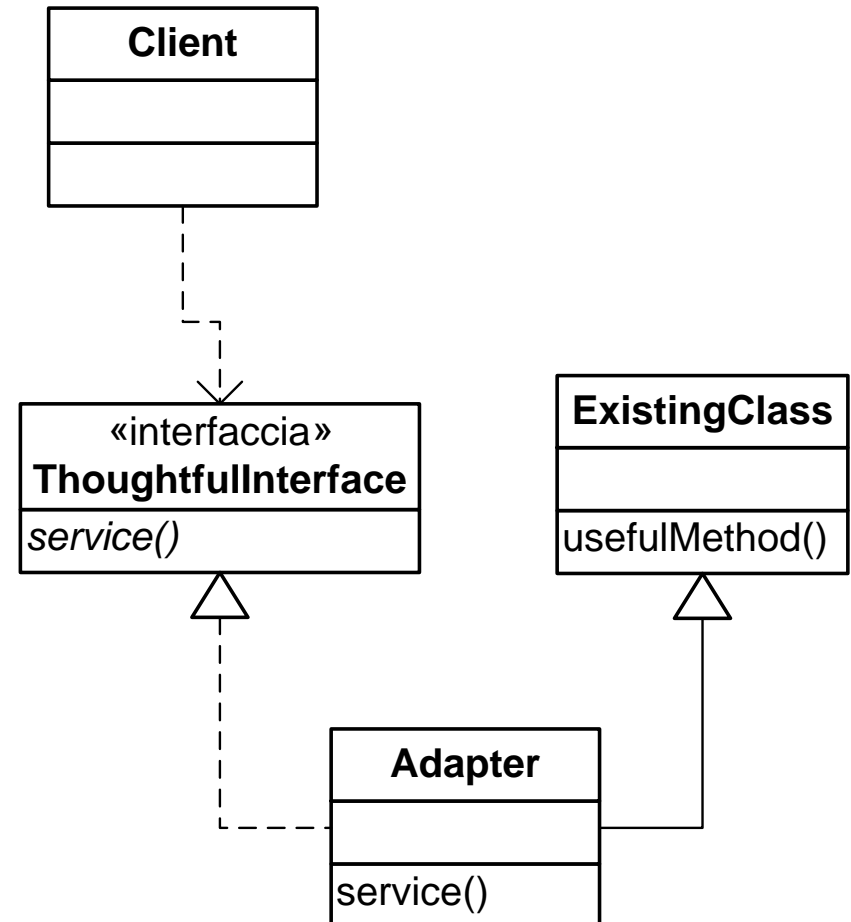 Client
«interfaccia»
ThoughtfulInterface
service()
ExistingClass
usefulMethod()
Adapter
service()